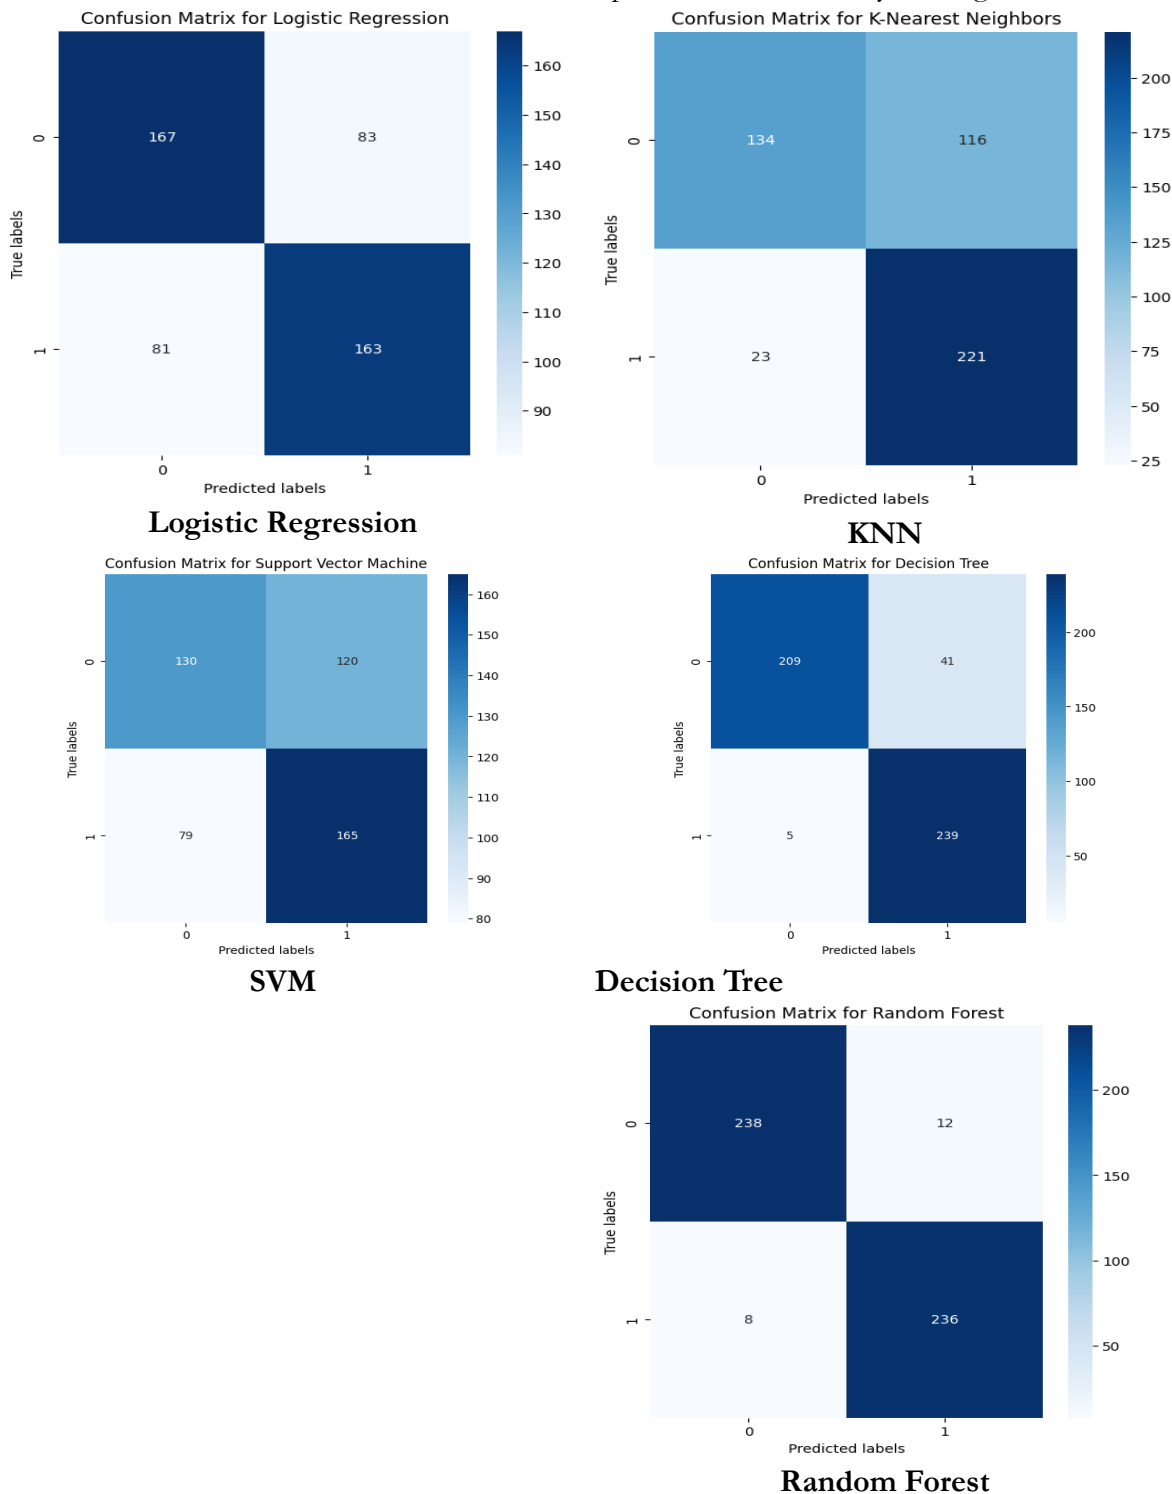 Confusion Matrix for Logistic Regression
167 83
81 163
0
1
True labels
0 1
Predicted labels
160
150
140
130
120
110
100
90
Logistic Regression
Confusion Matrix for K-Nearest Neighbors
134 116
23 221
0
1
True labels
0 1
Predicted labels
200
175
150
125
100
75
50
25
KNN
Confusion Matrix for Support Vector Machine
130 120
79 165
0
1
True labels
0 1
Predicted labels
160
150
140
130
120
110
100
90
80
SVM
Confusion Matrix for Decision Tree
209 41
5 239
0
1
True labels
0 1
Predicted labels
200
150
100
50
Decision Tree
Confusion Matrix for Random Forest
238 12
8 236
0
1
True labels
0 1
Predicted labels
200
150
100
50
Random Forest